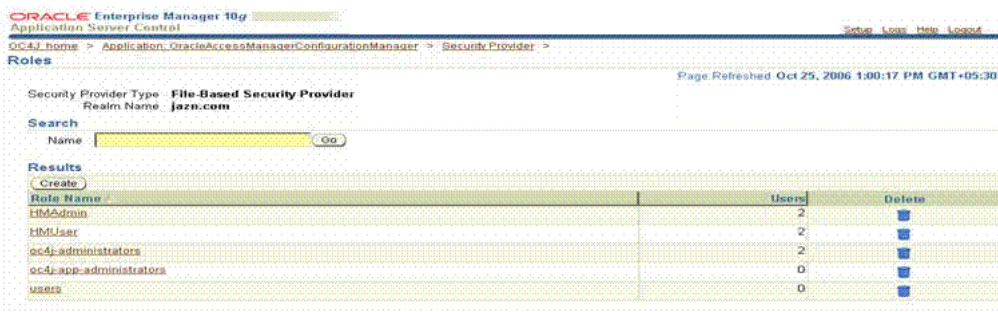 ORACLE Enterprise Manager 10g
Application Server Control
Setup Logs Help Logout
OC4J: home > Application: OracleAccessManagerConfigurationManager > Security Provider >
Roles
Page Refreshed Oct 25, 2006 1:00:17 PM GMT+05:30
Security Provider Type File-Based Security Provider
Realm Name jazn.com
Search
Name Go
Results
Create
Role Name Users Delete
HMAdmin 2
HMUser 2
oc4j-administrators 2
oc4j-app-administrators 0
users 0